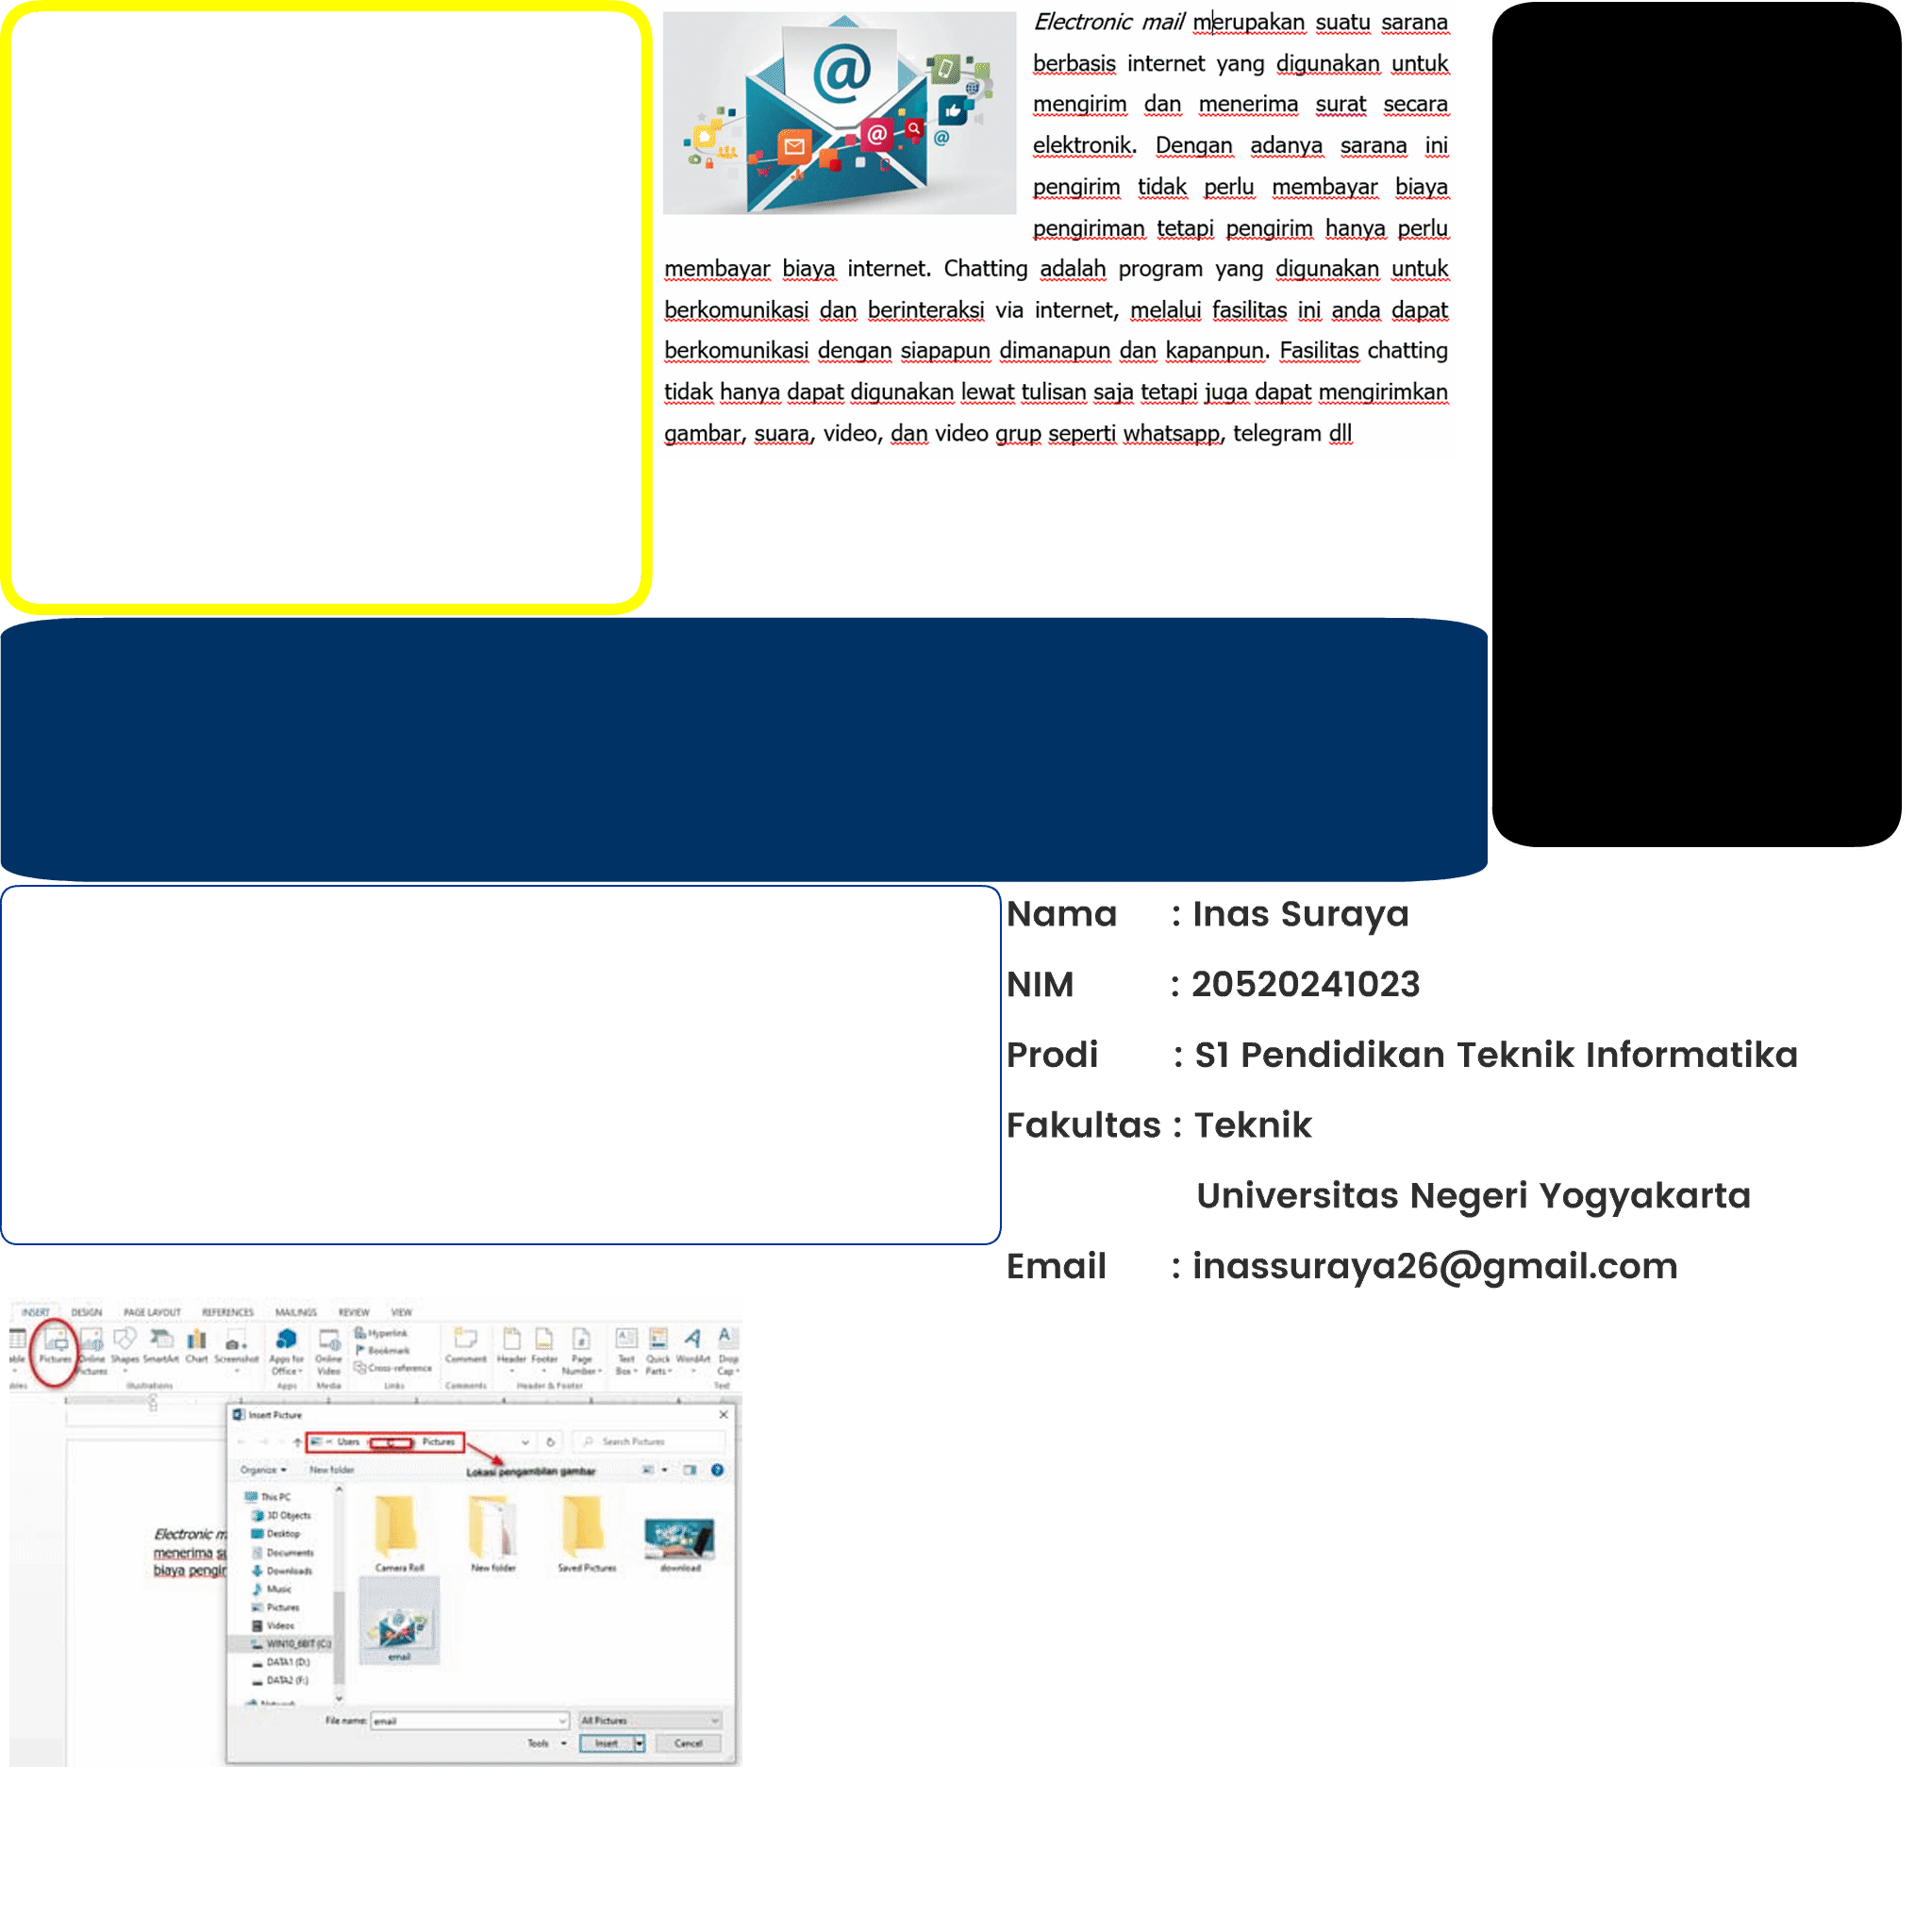 Electronic mail merupakan suatu sarana
berbasis internet yang digunakan untuk
mengirim dan menerima surat secara
elektronik. Dengan adanya sarana ini
pengirim tidak perlu membayar biaya
pengiriman tetapi pengirim hanya perlu
membayar biaya internet. Chatting adalah program yang digunakan untuk
berkomunikasi dan berinteraksi via internet, melalui fasilitas ini anda dapat
berkomunikasi dengan siapapun dimanapun dan kapanpun. Fasilitas chatting
tidak hanya dapat digunakan lewat tulisan saja tetapi juga dapat mengirimkan
gambar, suara, video, dan video grup seperti whatsapp, telegram dll
Nama : Inas Suraya
NIM : 20520241023
Prodi : S1 Pendidikan Teknik Informatika
Fakultas : Teknik
Universitas Negeri Yogyakarta
Email : inassuraya26@gmail.com
INSERT DESIGN PAGE LAYOUT REFERENCES MAILINGS REVIEW VIEW
Pictures Online Pictures Shapes SmartArt Chart Screenshot Apps for Office Online Video Hyperlink Bookmark Cross-reference Comment Header Footer Page Number Text Box Quick Parts WordArt Drop Cap
Illustrations Apps Media Links Comments Header & Footer Text
Insert Picture
Users Pictures Search Pictures
Organize New folder Lokasi pengambilan gambar
This PC
3D Objects
Desktop
Documents
Downloads
Music
Pictures
Videos
WIN10_6BIT (C:)
DATA1 (D:)
DATA2 (F:)
Network
Camera Roll New folder Saved Pictures download
email
Electronic m
menerima su
biaya pengir
File name: email All Pictures
Tools Insert Cancel